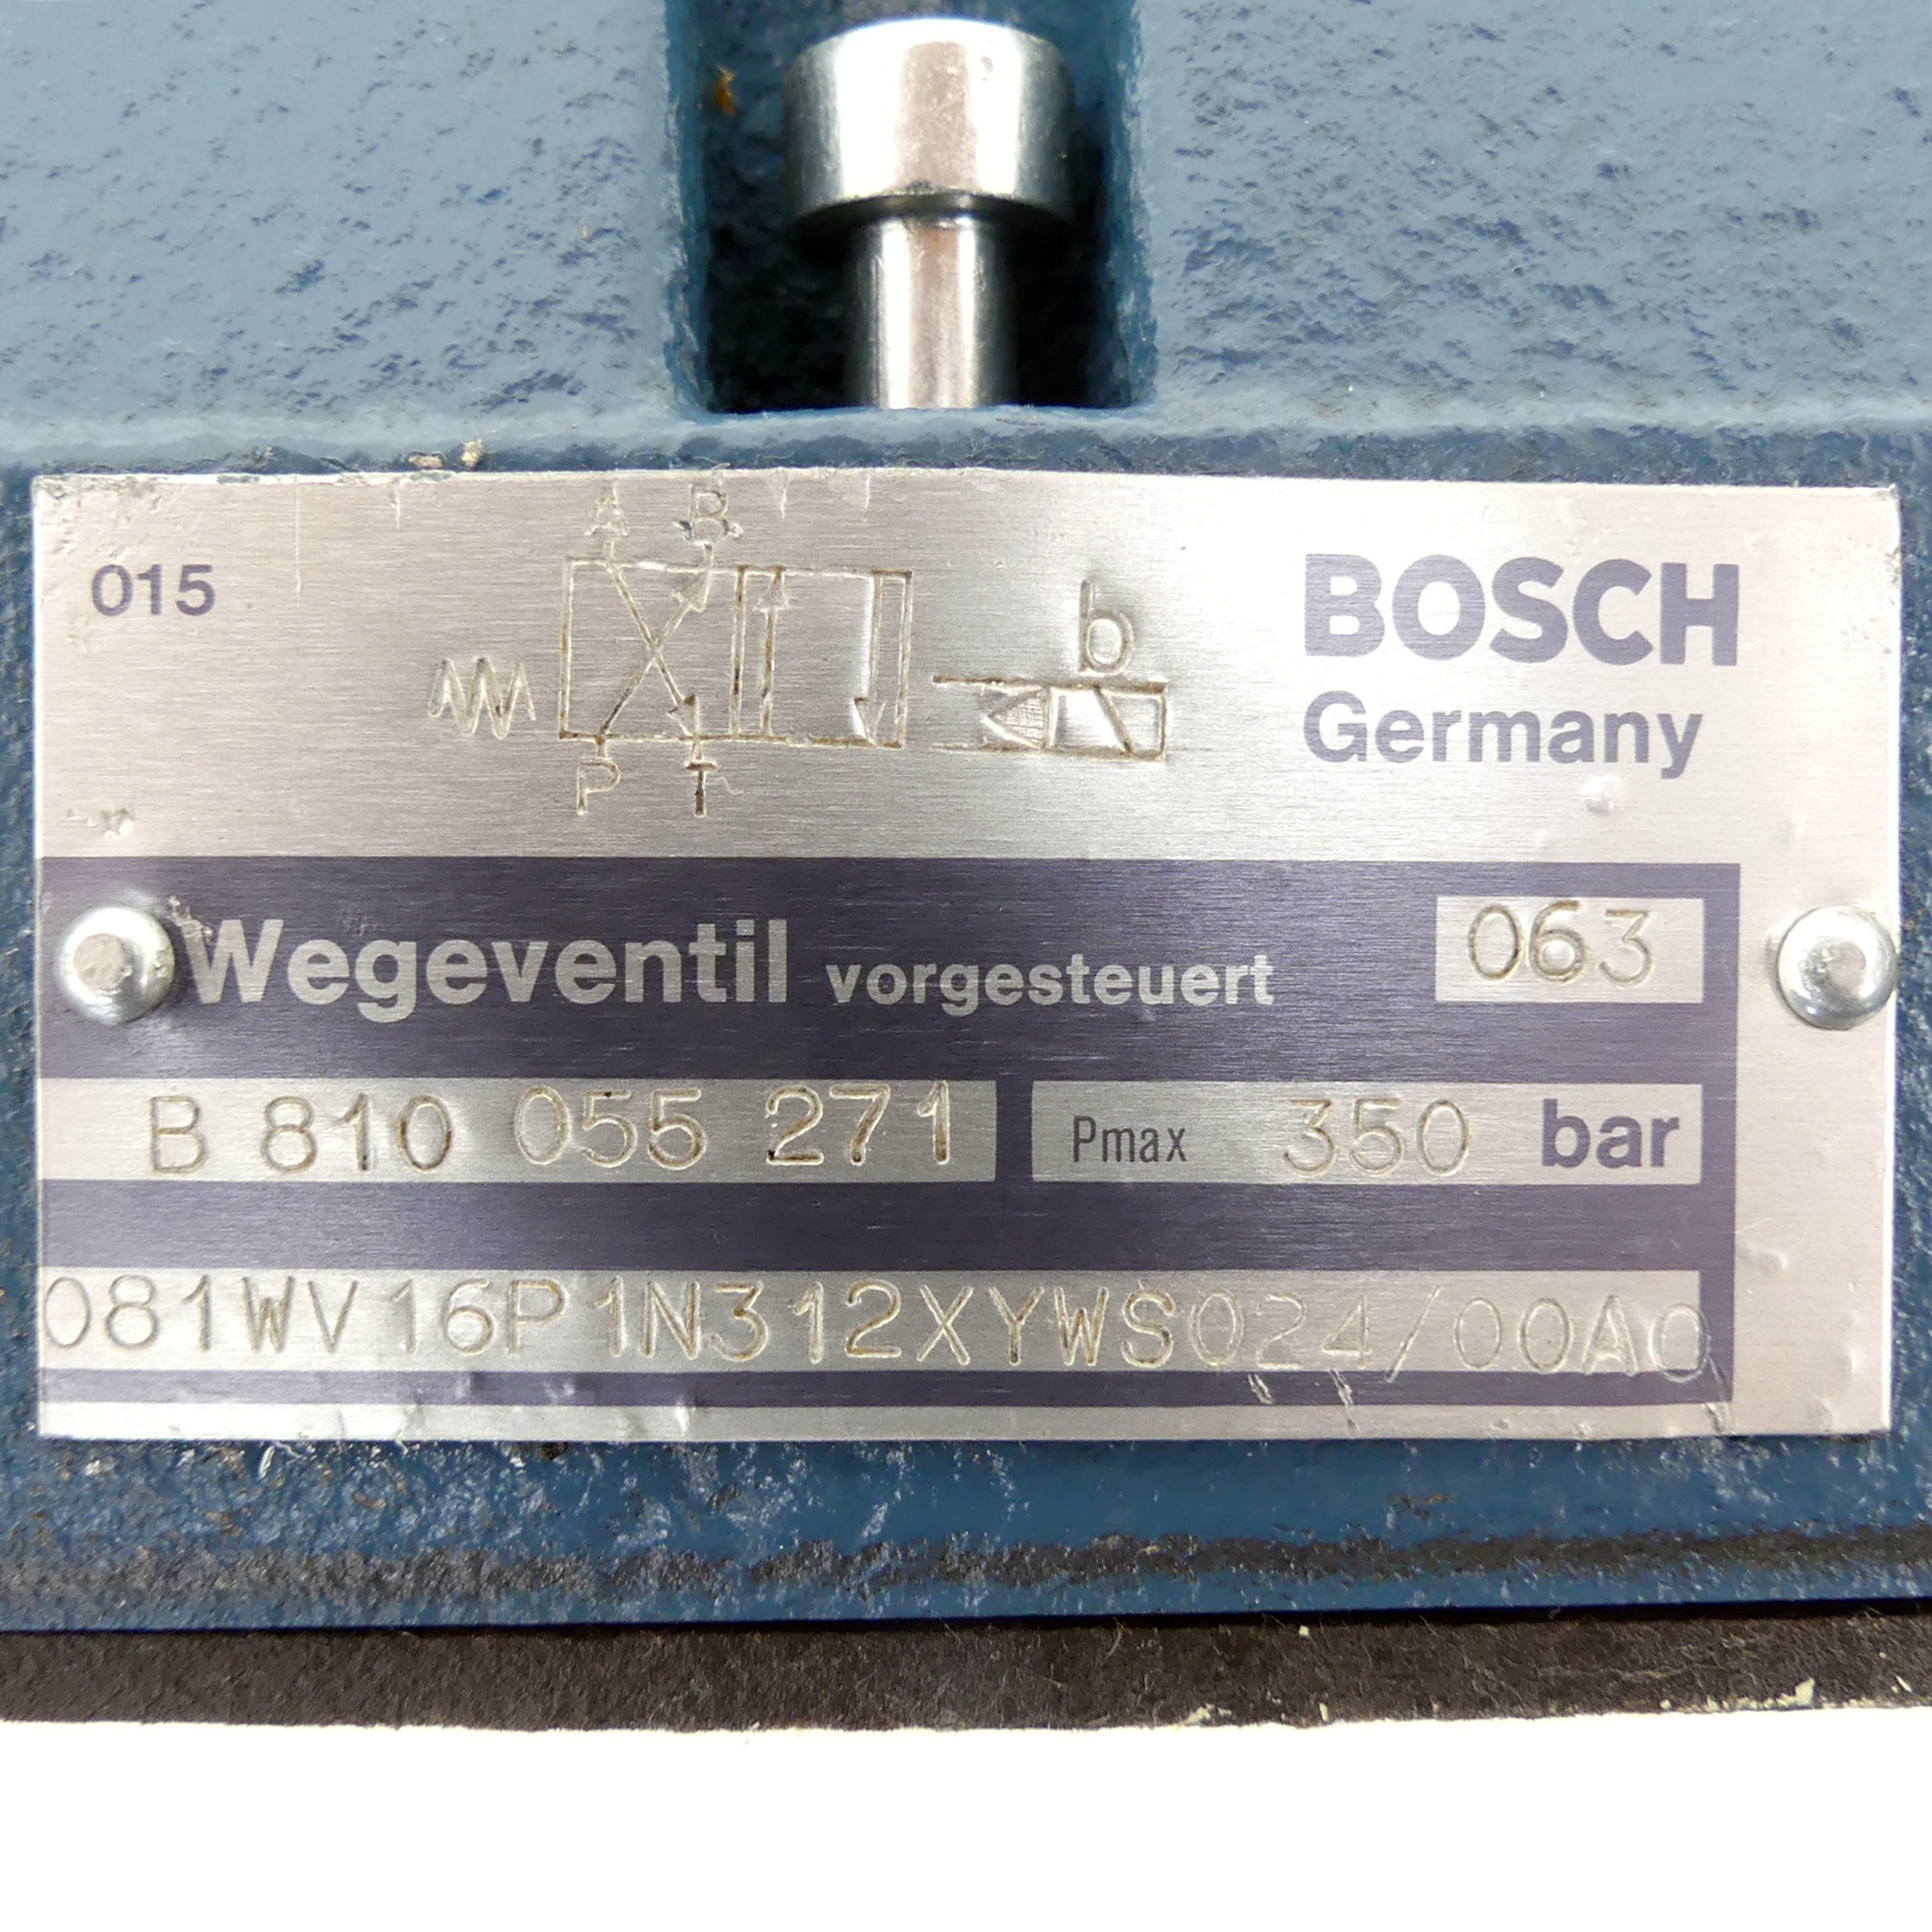 015
A B
b
BOSCH
Germany
P T
Wegeventil vorgesteuert 063
B 810 055 271 Pmax 350 bar
081WV16P1N312XYWS024/00A0